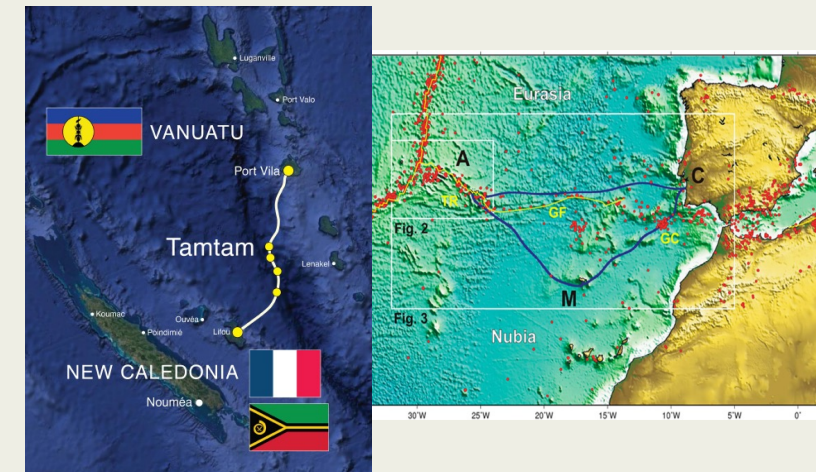 Luganville
Port Valo
VANUATU
Port Vila
Tamtam
Lenakel
Koumac
Ouvéa
Poindimié
Lifou
NEW CALEDONIA
Nouméa
Eurasia
A
C
TR
GF
Fig. 2
GC
M
Fig. 3
Nubia
30°W 25°W 20°W 15°W 10°W 5°W 0°